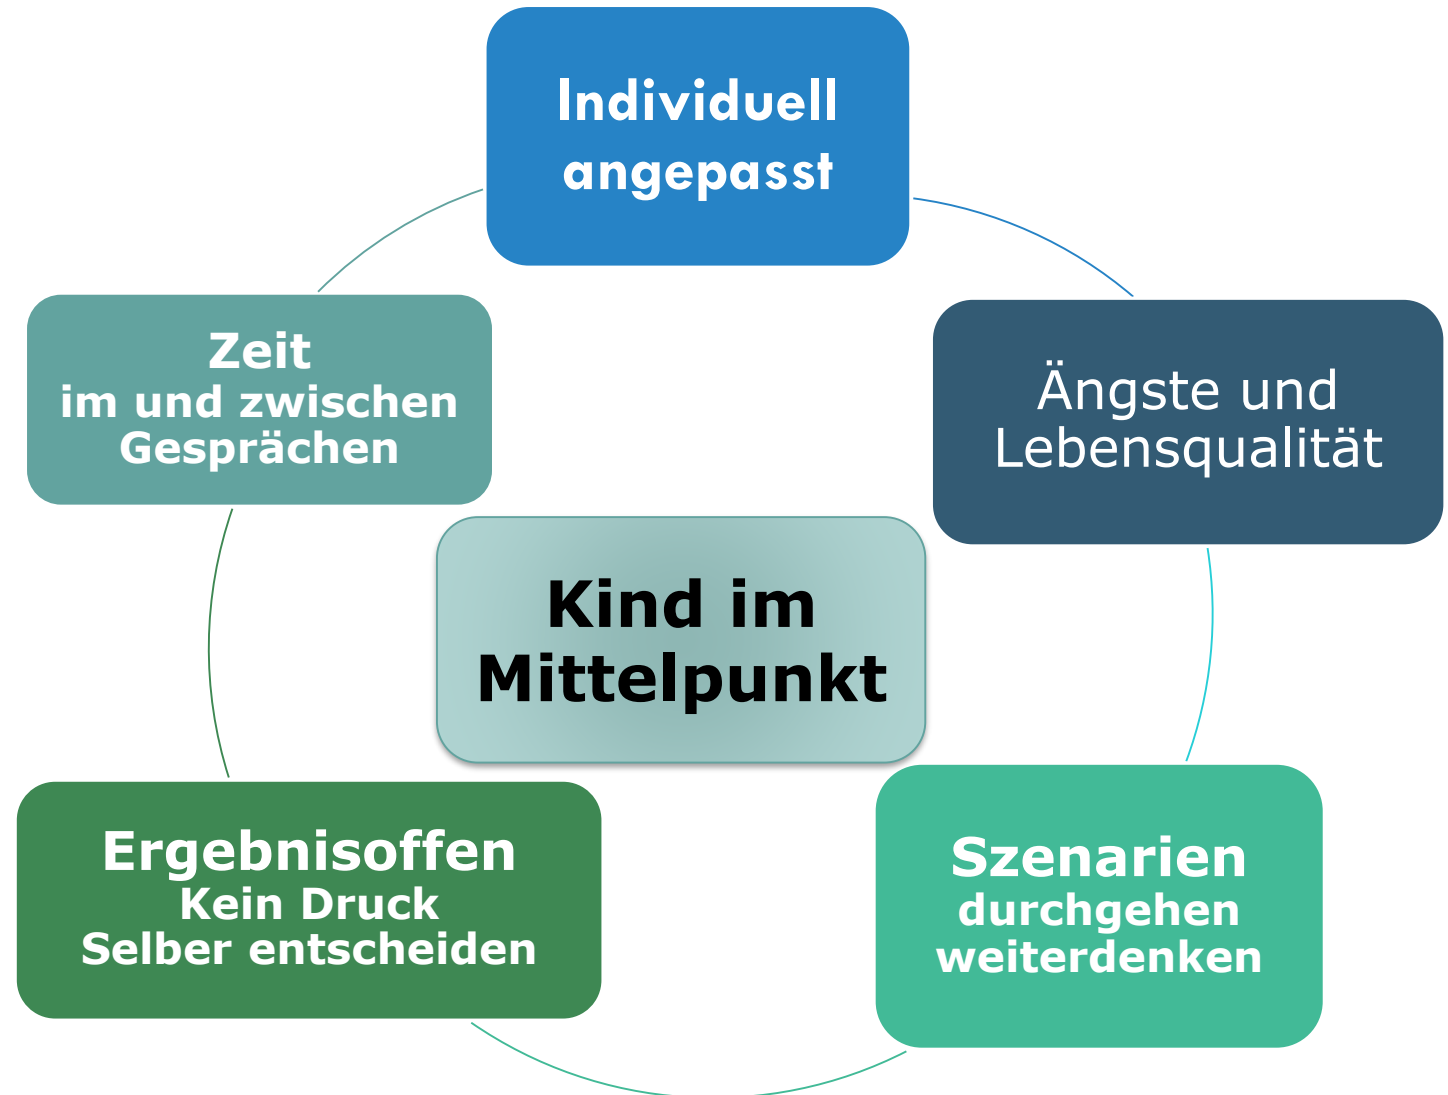 Individuell
angepasst
Zeit
im und zwischen
Gesprächen
Ängste und
Lebensqualität
Kind im
Mittelpunkt
Ergebnisoffen
Kein Druck
Selber entscheiden
Szenarien
durchgehen
weiterdenken